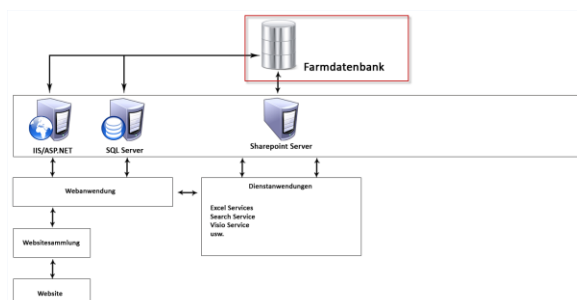 Farmdatenbank
IIS/ASP.NET
SQL Server
Sharepoint Server
Webanwendung
Dienstanwendungen
Excel Services
Search Service
Visio Service
usw.
Websitesammlung
Website